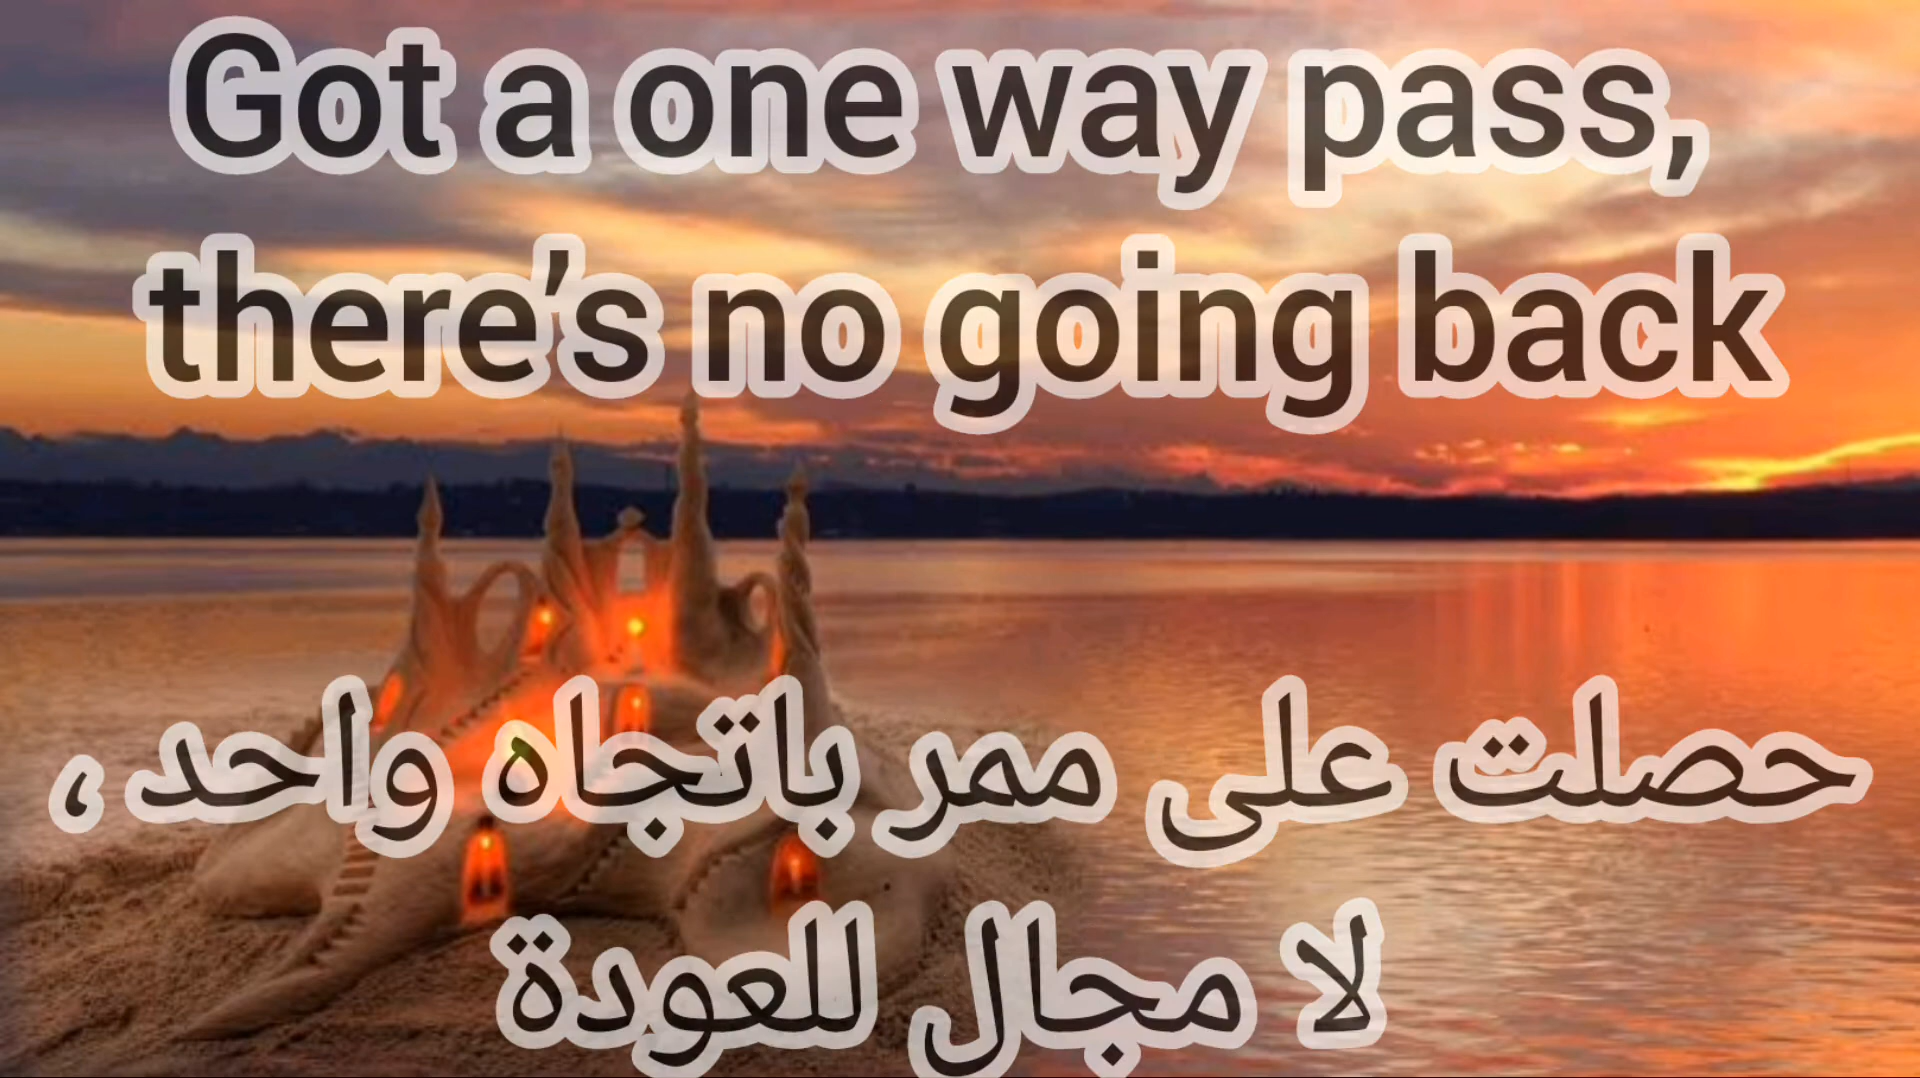 Got a one way pass,
there's no going back
حصلت على ممر باتجاه واحد ،
لا مجال للعودة